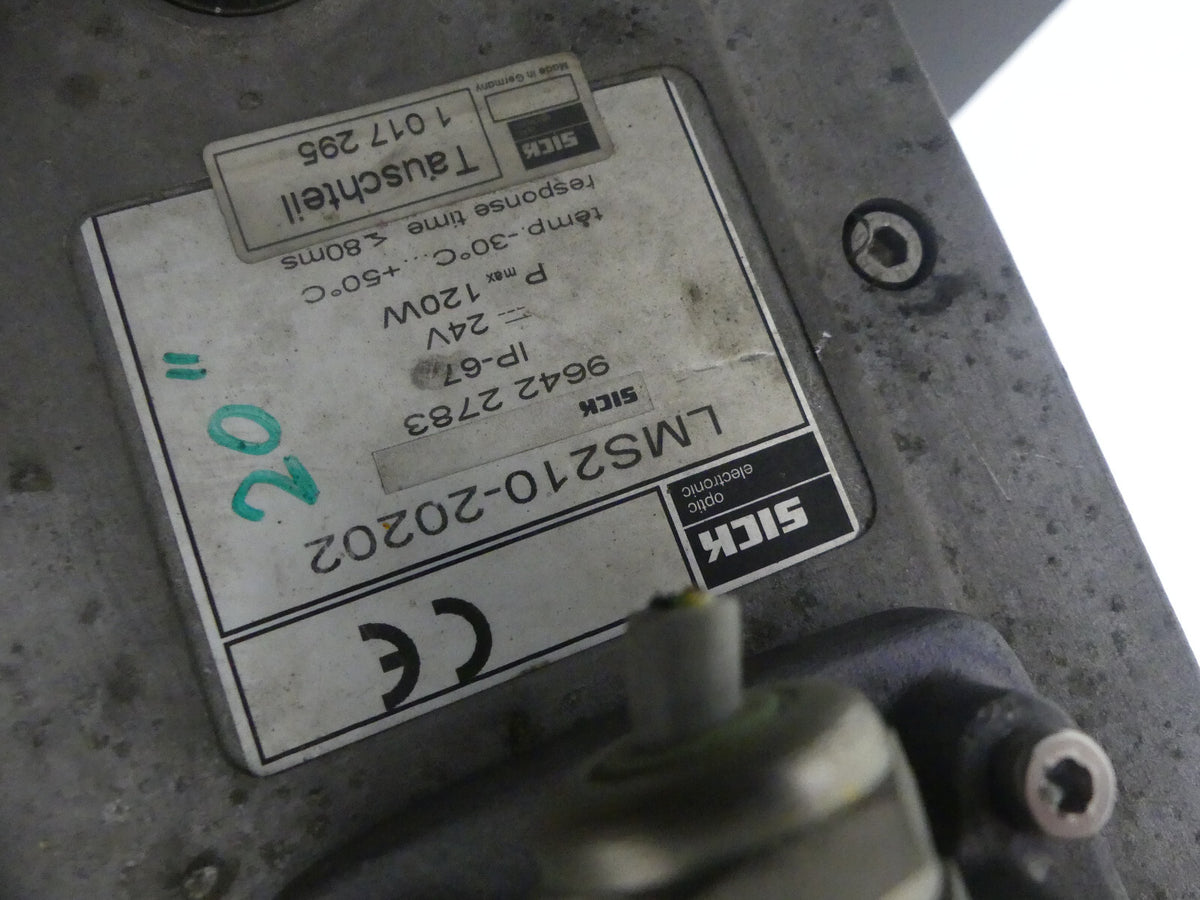 SICK
optic
electronic
LMS210-20202
SICK
9642 2783
IP-67
24V
P max 120W
temp.-30°C...+50°C
response time ≤80ms
SICK
Made in Germany
Tauschteil
1 017 295
CE
20"